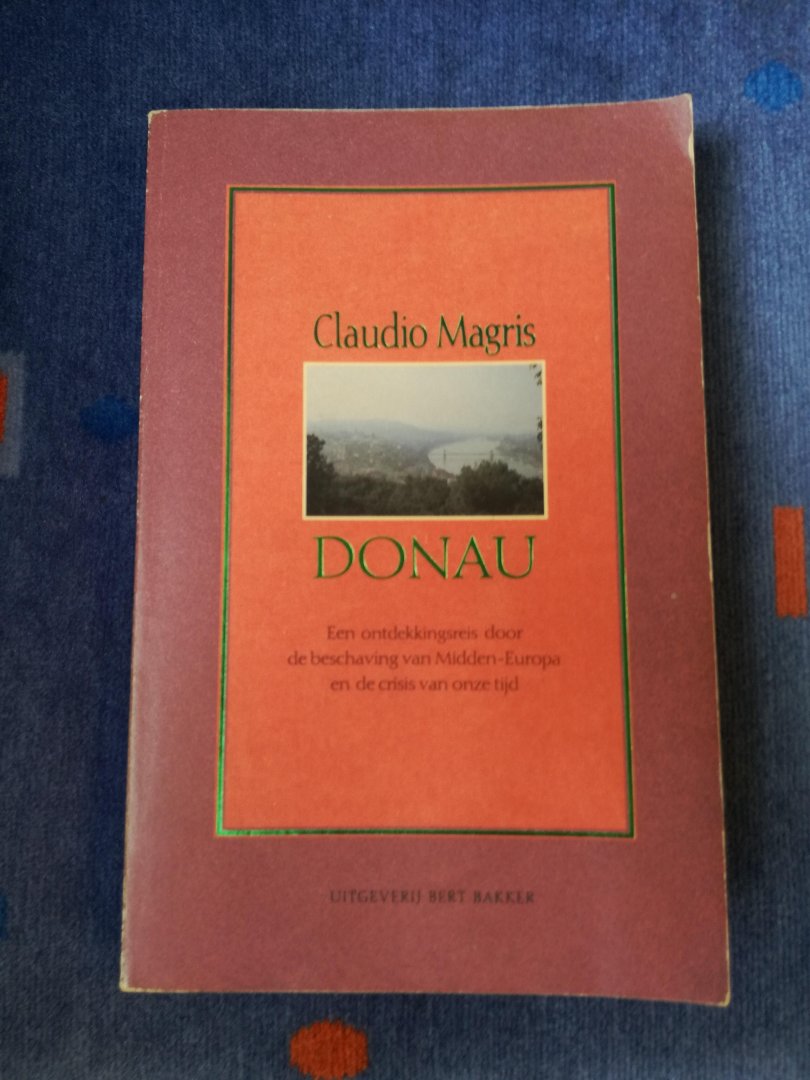 Claudio Magris
DONAU
Een ontdekkingsreis door
de beschaving van Midden-Europa
en de crisis van onze tijd
UITGEVERIJ BERT BAKKER